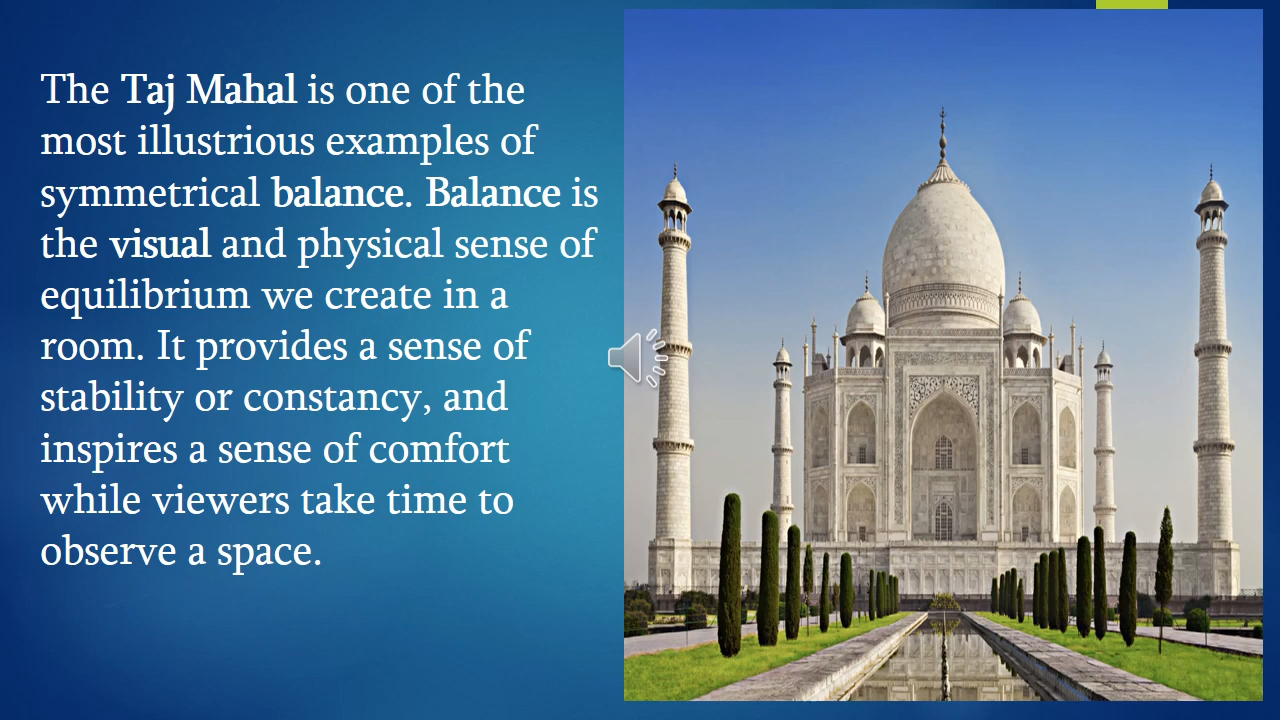 The Taj Mahal is one of the
most illustrious examples of
symmetrical balance. Balance is
the visual and physical sense of
equilibrium we create in a
room. It provides a sense of
stability or constancy, and
inspires a sense of comfort
while viewers take time to
observe a space.